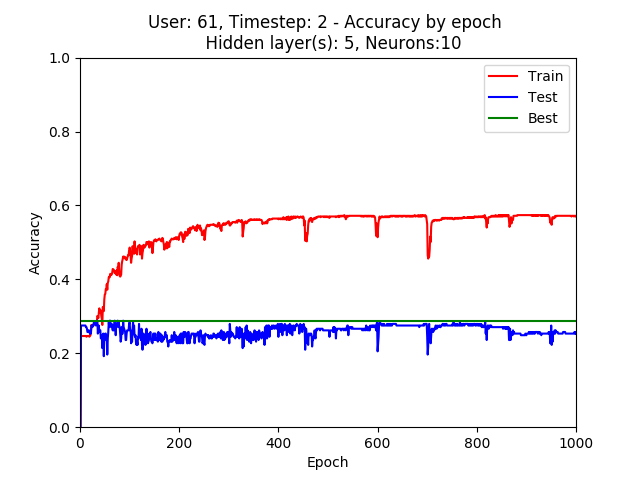 User: 61, Timestep: 2 - Accuracy by epoch
Hidden layer(s): 5, Neurons:10
1.0
0.8
0.6
0.4
0.2
0.0
Accuracy
Train
Test
Best
0
200
400
600
800
1000
Epoch